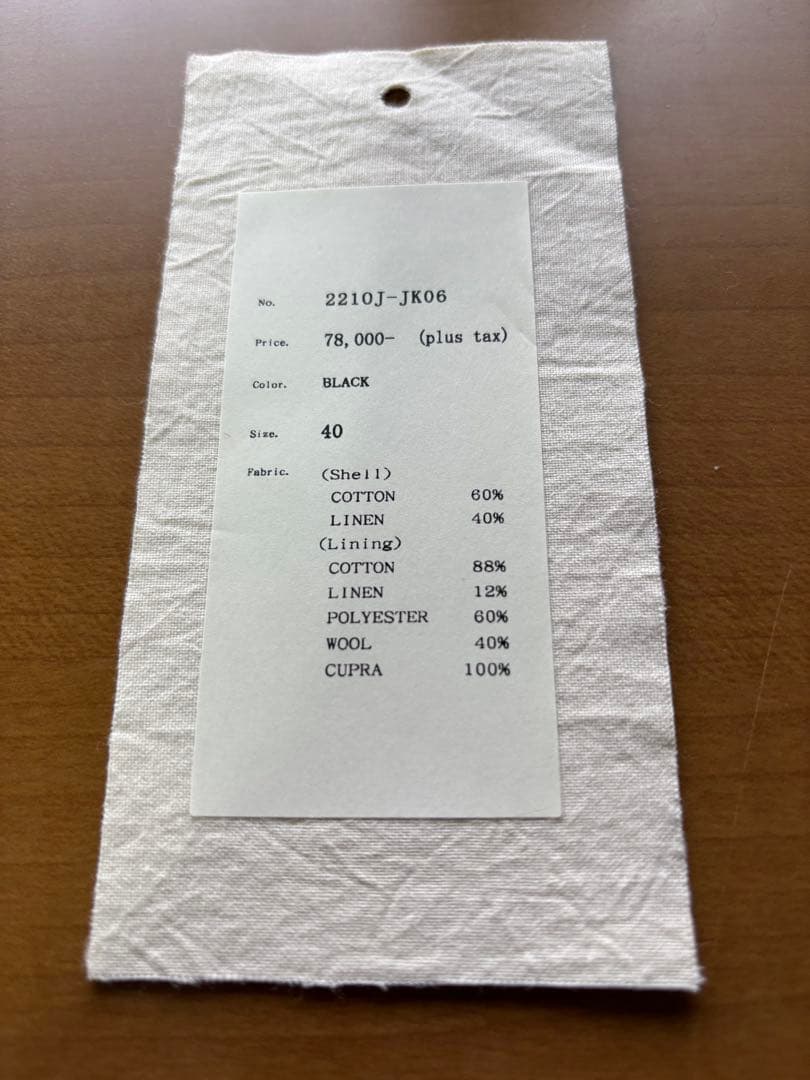 No. 2210J-JK06
Price. 78,000- (plus tax)
Color. BLACK
Size. 40
Fabric. (Shell)
COTTON 60%
LINEN 40%
(Lining)
COTTON 88%
LINEN 12%
POLYESTER 60%
WOOL 40%
CUPRA 100%